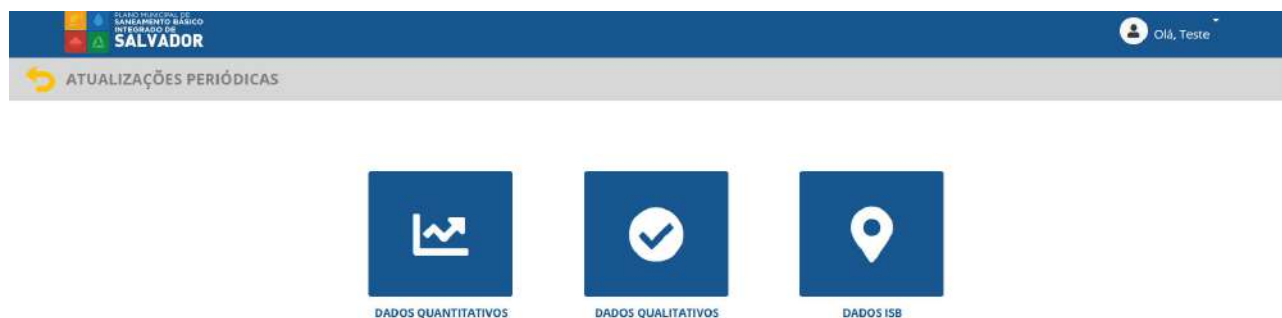 PLANO MUNICIPAL DE
SANEAMENTO BÁSICO
INTEGRADO DE
SALVADOR
Olá, Teste
ATUALIZAÇÕES PERIÓDICAS
DADOS QUANTITATIVOS
DADOS QUALITATIVOS
DADOS ISB